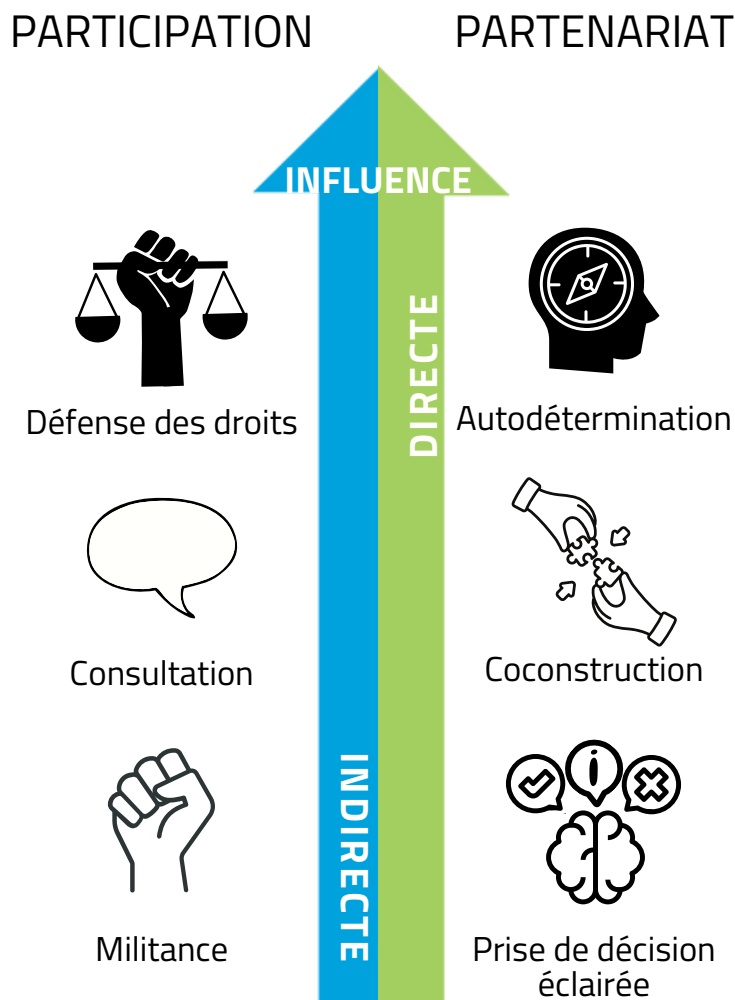 PARTICIPATION
PARTENARIAT
INFLUENCE
DIRECTE
Défense des droits
Autodétermination
Consultation
Coconstruction
INDIRECTE
i
Militance
Prise de décision
éclairée